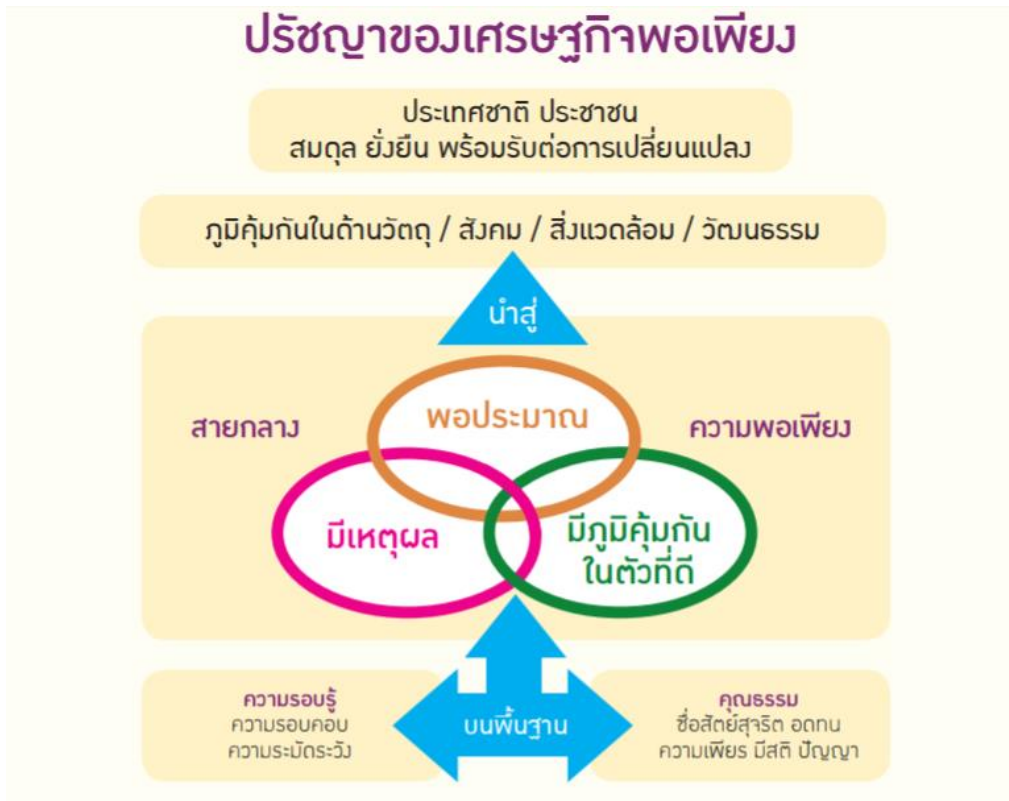 ปรัชญาของเศรษฐกิจพอเพียง
ประเทศชาติ ประชาชน
สมดุล ยั่งยืน พร้อมรับต่อการเปลี่ยนแปลง
ภูมิคุ้มกันในด้านวัตถุ / สังคม / สิ่งแวดล้อม / วัฒนธรรม
นำสู่
สายกลาง
พอประมาณ
ความพอเพียง
มีเหตุผล
มีภูมิคุ้มกัน
ในตัวที่ดี
ความรอบรู้
ความรอบคอบ
ความระมัดระวัง
บนพื้นฐาน
คุณธรรม
ซื่อสัตย์สุจริต อดทน
ความเพียร มีสติ ปัญญา